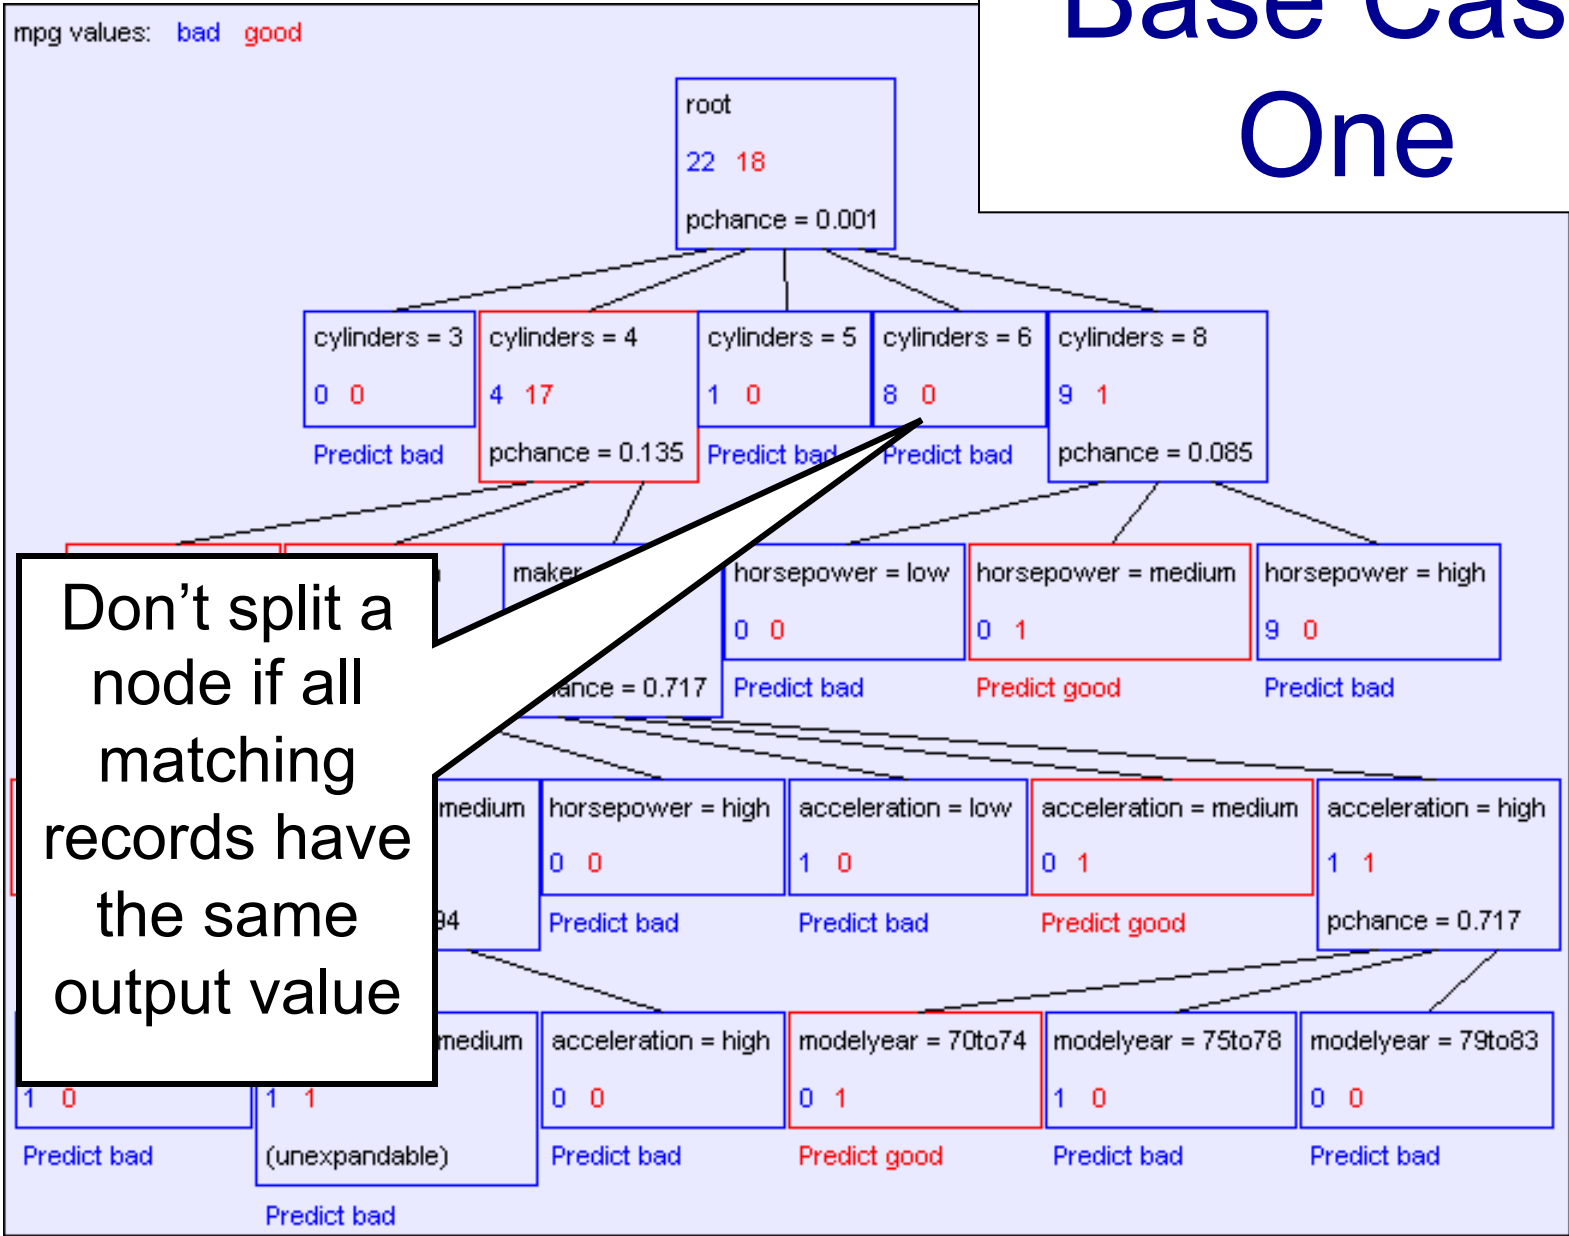 Base Cas
One
mpg values: bad good
root
22 18
pchance = 0.001
cylinders = 3
0 0
Predict bad
cylinders = 4
4 17
pchance = 0.135
cylinders = 5
1 0
Predict bad
cylinders = 6
8 0
Predict bad
cylinders = 8
9 1
pchance = 0.085
maker
= 0.717
horsepower = low
0 0
Predict bad
horsepower = medium
0 1
Predict good
horsepower = high
9 0
Predict bad
Don't split a
node if all
matching
records have
the same
output value
medium
94
horsepower = high
0 0
Predict bad
acceleration = low
1 0
Predict bad
acceleration = medium
0 1
Predict good
acceleration = high
1 1
pchance = 0.717
1 0
Predict bad
medium
1 1
(unexpandable)
Predict bad
acceleration = high
0 0
Predict bad
modelyear = 70to74
0 1
Predict good
modelyear = 75to78
1 0
Predict bad
modelyear = 79to83
0 0
Predict bad